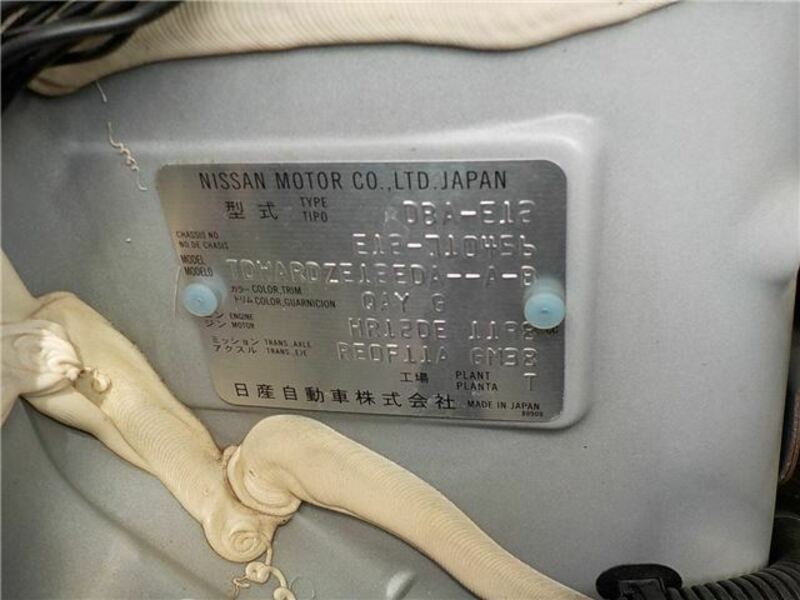 NISSAN MOTOR CO.,LTD.JAPAN
型式 TYPE TIPO DBA-E12
CHASSIS NO NO.DE CHASIS E12-710456
MODEL MODELO TDWARDZE12EDA--A-B
カラー COLOR,TRIM トリム COLOR,GUARNICION QAY G
ENGINE MOTOR HR12DE 1198 CC
ミッション TRANS.,AXLE アクスル TRANS.,EJE RE0F11A GM38
工場 PLANT PLANTA T
日産自動車株式会社 MADE IN JAPAN